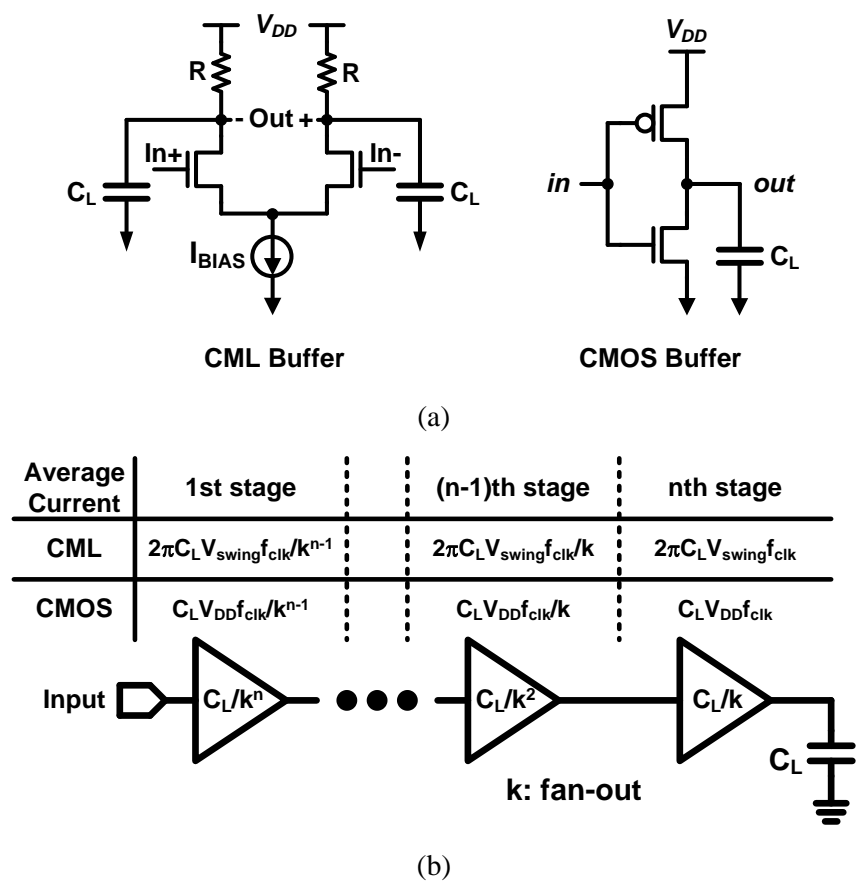 V_DD
R R
- Out +
In+ In-
C_L C_L
I_BIAS
CML Buffer
V_DD
in out
C_L
CMOS Buffer
(a)
Average Current 1st stage (n-1)th stage nth stage
CML 2πC_LV_swingf_clk/k^{n-1} 2πC_LV_swingf_clk/k 2πC_LV_swingf_clk
CMOS C_LV_DDf_clk/k^{n-1} C_LV_DDf_clk/k C_LV_DDf_clk
Input C_L/k^n C_L/k^2 C_L/k
C_L
k: fan-out
(b)